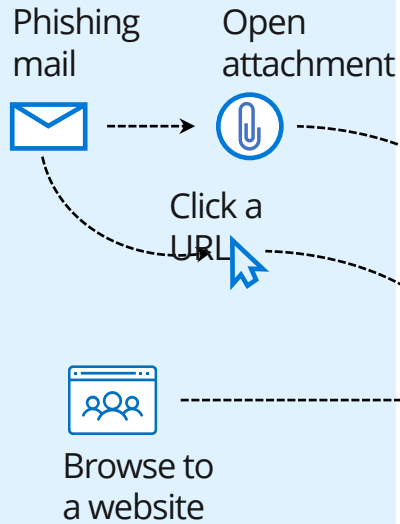 Phishing
mail
Open
attachment
Click a
URL
Browse to
a website